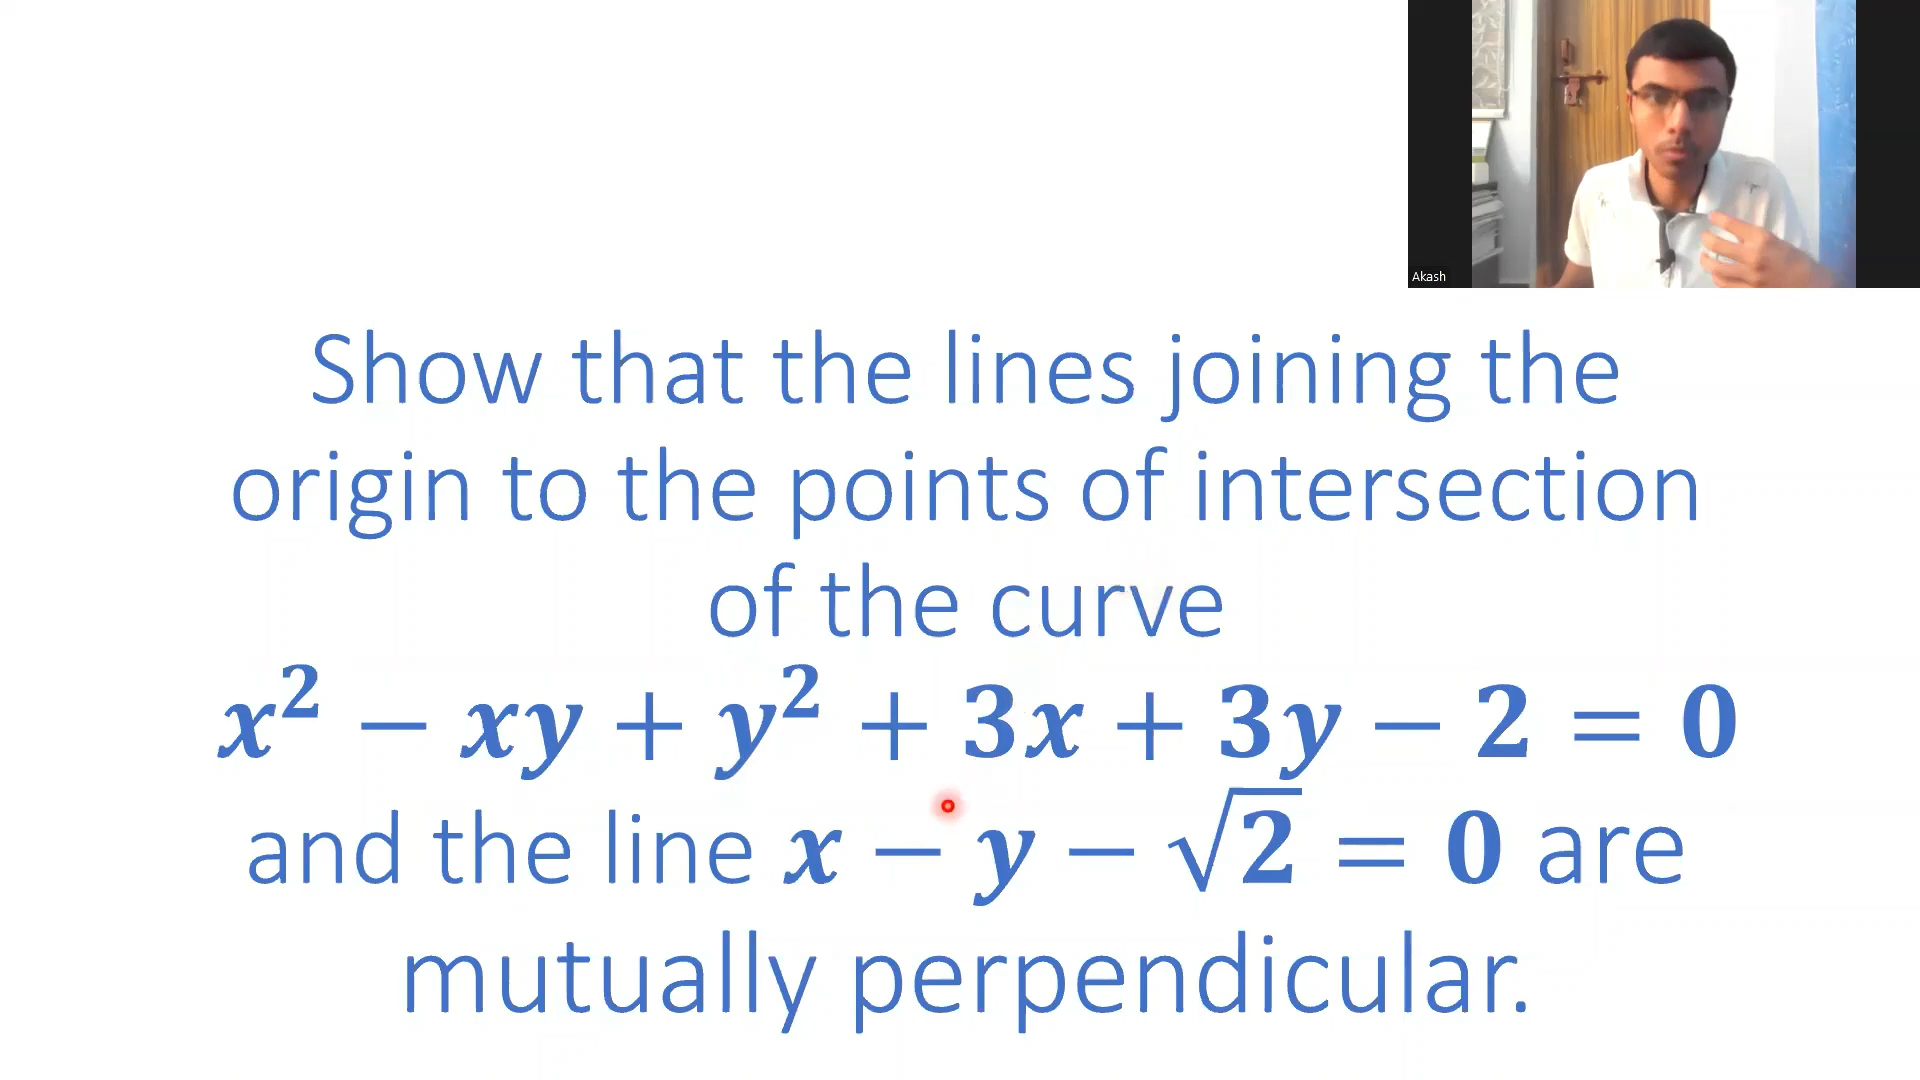 Akash
Show that the lines joining the
origin to the points of intersection
of the curve
x² − xy + y² + 3x + 3y − 2 = 0
and the line x − y − √2 = 0 are
mutually perpendicular.